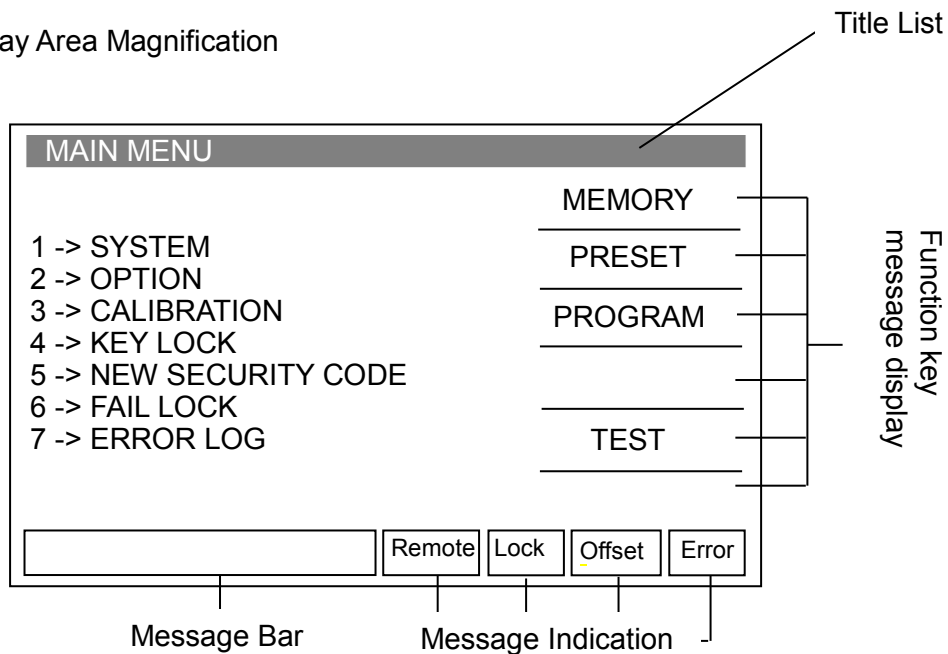 Title List
ay Area Magnification
MAIN MENU
MEMORY
1 -> SYSTEM
PRESET
2 -> OPTION
3 -> CALIBRATION
PROGRAM
4 -> KEY LOCK
5 -> NEW SECURITY CODE
6 -> FAIL LOCK
7 -> ERROR LOG
TEST
Function key
message display
Remote
Lock
Offset
Error
Message Bar
Message Indication